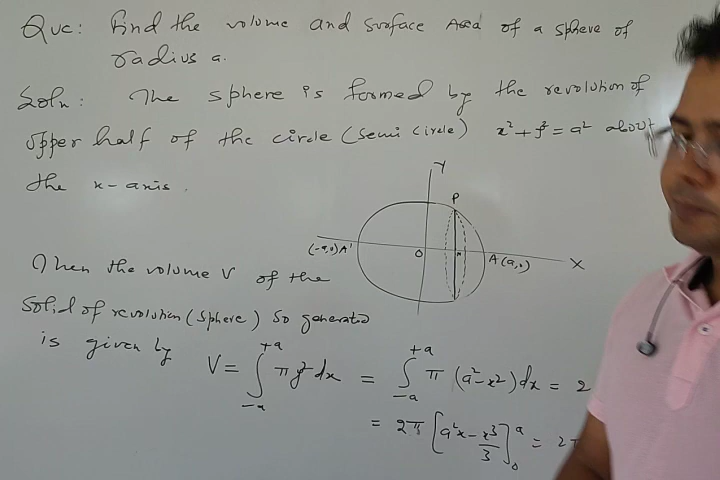 Que: Find the volume and surface Area of a sphere of
radius a.
Soln: The sphere is formed by the revolution of
Upper half of the circle (semi circle) x² + y² = a² about
the x-axis.
Y
P
(-a,0) A' O n A (a,0) X
Then the volume V of the
solid of revolution (sphere) so generated
is given by V = ∫₋ₐ⁺ᵃ πy² dx = ∫₋ₐ⁺ᵃ π (a²-x²) dx = 2
= 2π [a²x - x³/3]₀ᵃ = 2π